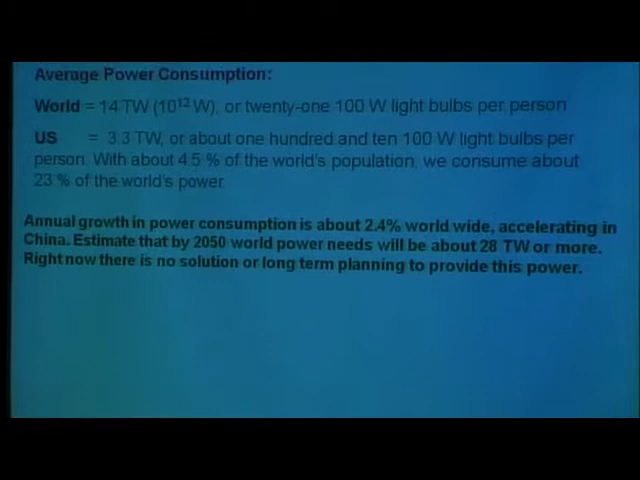 Average Power Consumption:
World = 14 TW (10¹² W), or twenty-one 100 W light bulbs per person
US = 3.3 TW, or about one hundred and ten 100 W light bulbs per
person. With about 4.5 % of the world's population, we consume about
23 % of the world's power
Annual growth in power consumption is about 2.4% world wide, accelerating in
China. Estimate that by 2050 world power needs will be about 28 TW or more.
Right now there is no solution or long term planning to provide this power.